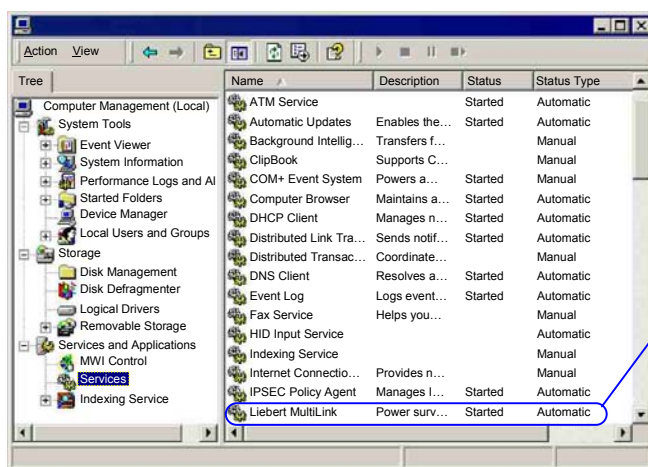 Action View
Tree
Name Description Status Status Type
Computer Management (Local)
System Tools
Event Viewer
System Information
Performance Logs and Al
Started Folders
Device Manager
Local Users and Groups
Storage
Disk Management
Disk Defragmenter
Logical Drivers
Removable Storage
Services and Applications
MWI Control
Services
Indexing Service
ATM Service Started Automatic
Automatic Updates Enables the... Started Automatic
Background Intellig... Transfers f... Manual
ClipBook Supports C... Manual
COM+ Event System Powers a... Started Manual
Computer Browser Maintains a... Started Automatic
DHCP Client Manages n... Started Automatic
Distributed Link Tra... Sends notif... Started Automatic
Distributed Transac... Coordinate... Manual
DNS Client Resolves a... Started Automatic
Event Log Logs event... Started Automatic
Fax Service Helps you... Manual
HID Input Service Automatic
Indexing Service Manual
Internet Connectio... Provides n... Manual
IPSEC Policy Agent Manages I... Started Automatic
Liebert MultiLink Power surv... Started Automatic